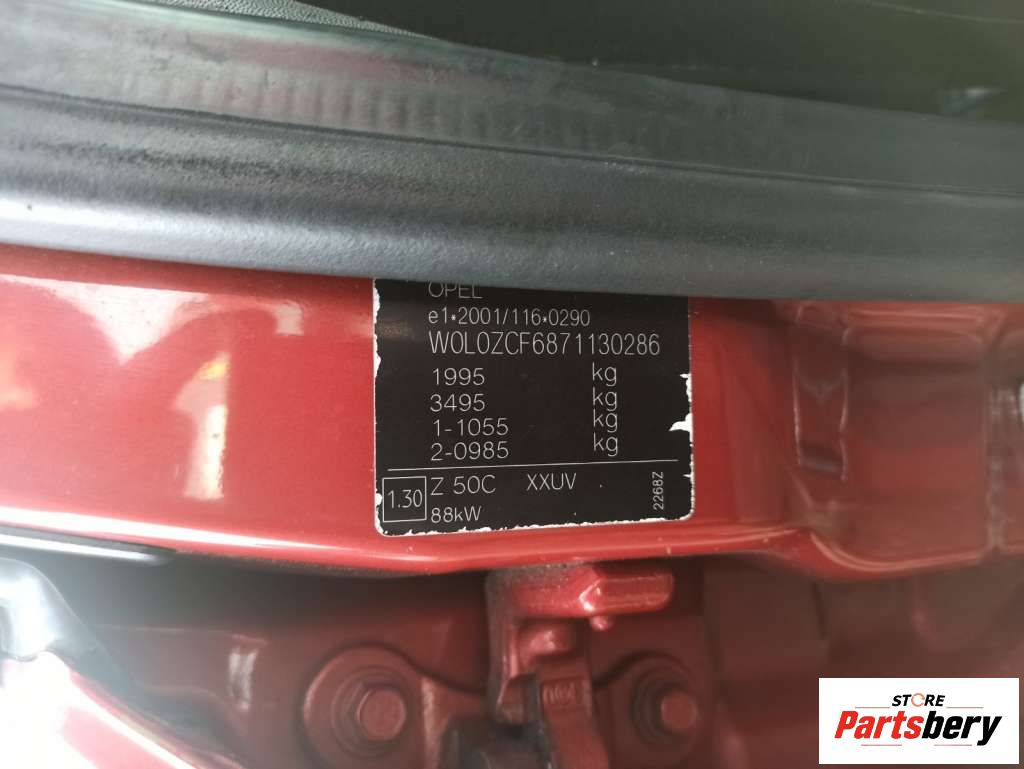 OPEL
e1*2001/116*0290
W0L0ZCF6871130286
1995 kg
3495 kg
1-1055 kg
2-0985 kg
1.30 Z 50C XXUV 2268Z
88kW
STORE
Partsbery